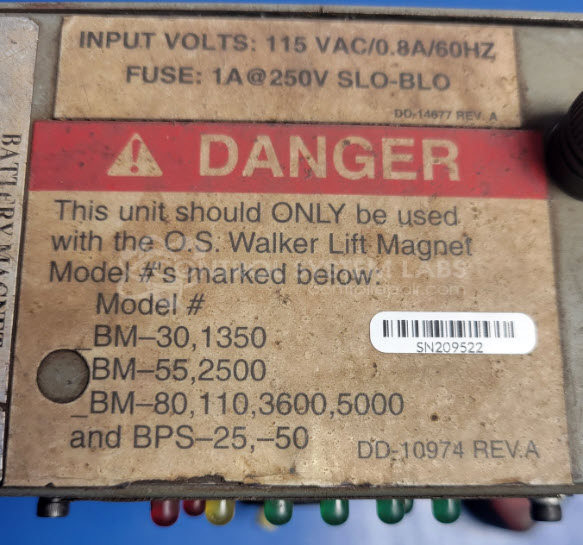 INPUT VOLTS: 115 VAC/0.8A/60HZ
FUSE: 1A@250V SLO-BLO
DD-14677 REV. A
DANGER
This unit should ONLY be used
with the O.S. Walker Lift Magnet
Model #'s marked below:
Model #
_BM-30,1350
BM-55,2500
_BM-80,110,3600,5000
and BPS-25,-50
DD-10974 REV.A
SN209522
BATTERY MAGNET